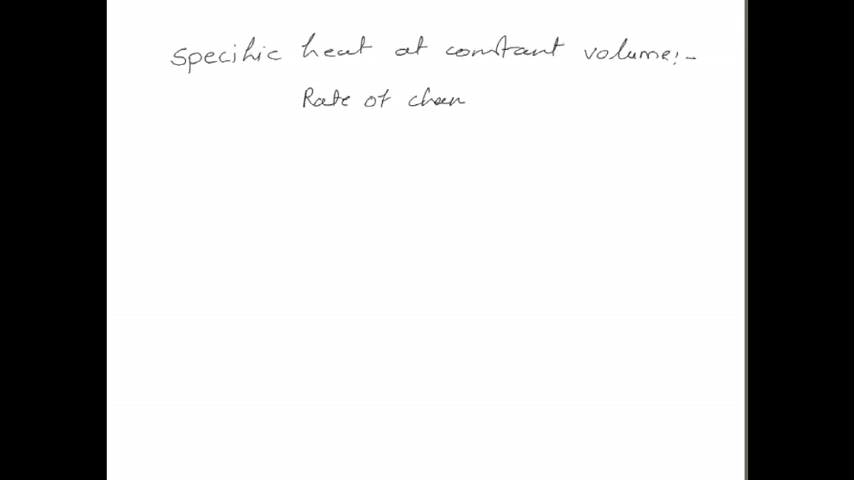 Specific heat at constant volume:-
Rate of chan